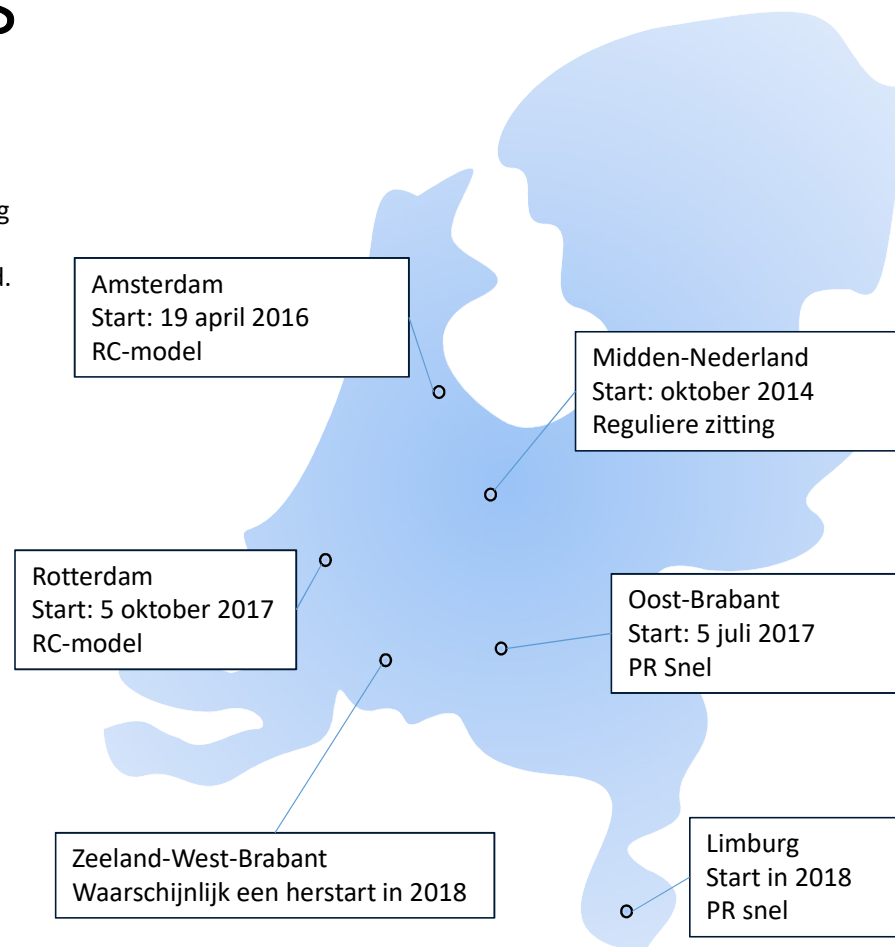 s
g
d.
Amsterdam
Start: 19 april 2016
RC-model
Midden-Nederland
Start: oktober 2014
Reguliere zitting
Rotterdam
Start: 5 oktober 2017
RC-model
Oost-Brabant
Start: 5 juli 2017
PR Snel
Zeeland-West-Brabant
Waarschijnlijk een herstart in 2018
Limburg
Start in 2018
PR snel